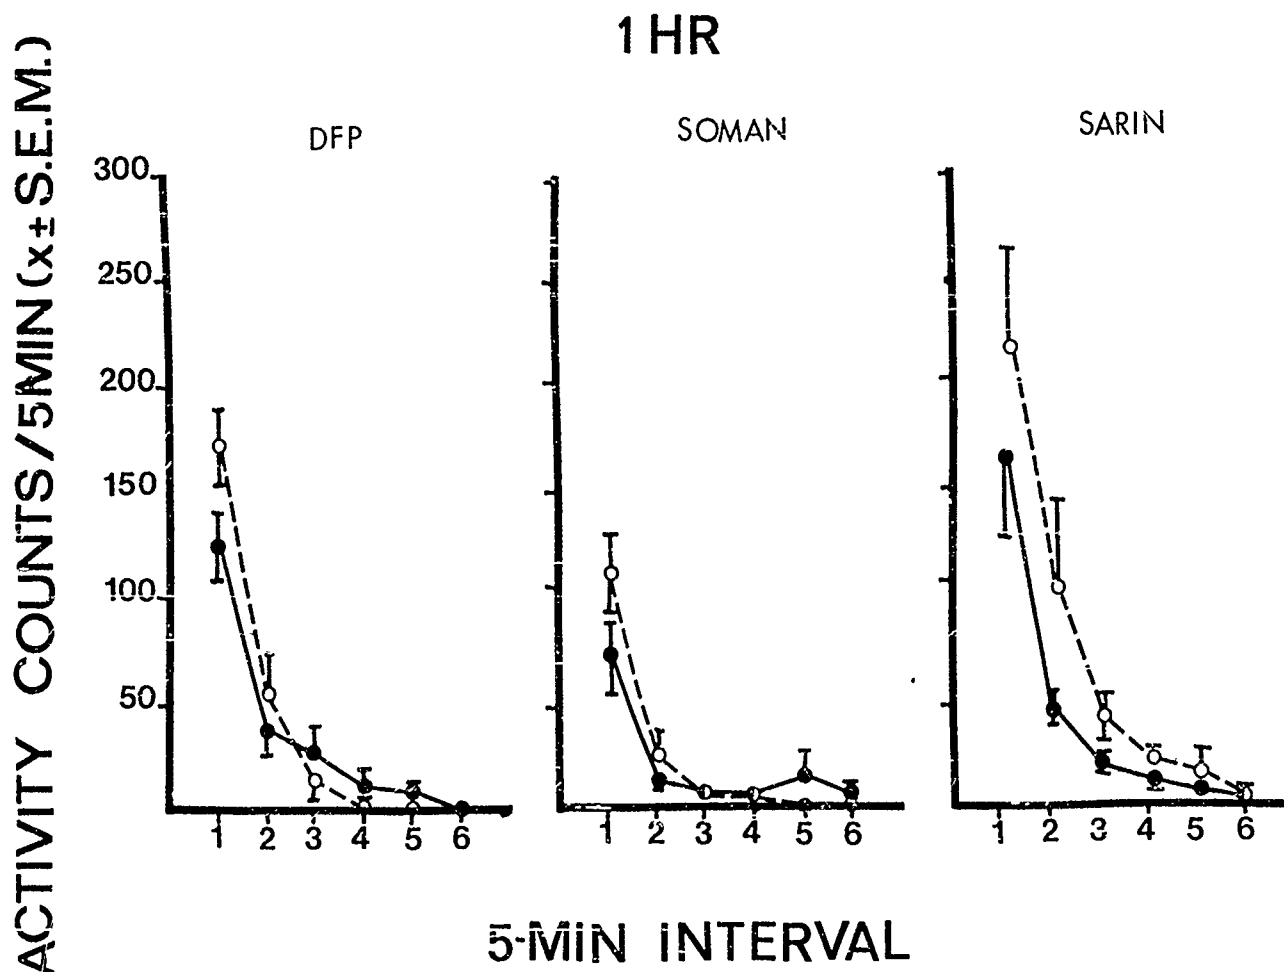 1 HR
DFP
SOMAN
SARIN
ACTIVITY COUNTS/5MIN (x±S.E.M.)
300
250
200
150
100
50
1 2 3 4 5 6
1 2 3 4 5 6
1 2 3 4 5 6
5-MIN INTERVAL